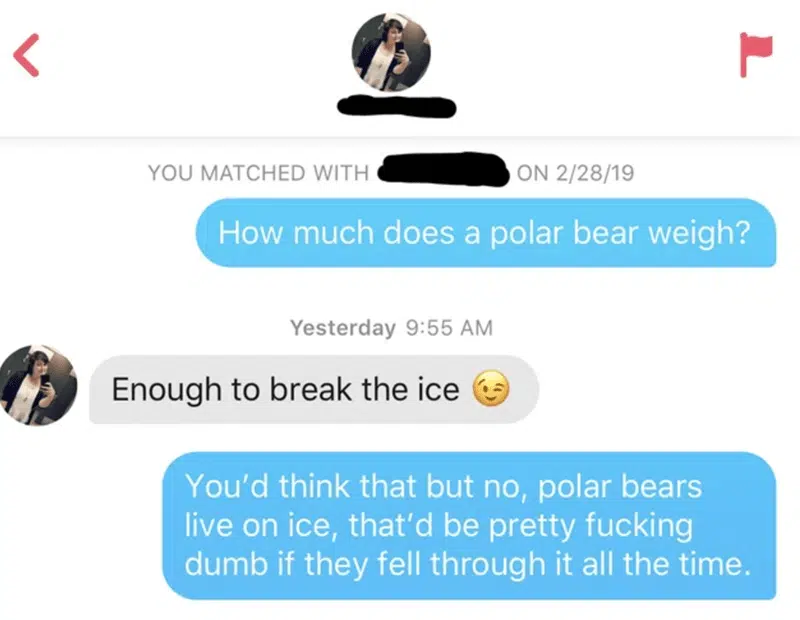 YOU MATCHED WITH ON 2/28/19
How much does a polar bear weigh?
Yesterday 9:55 AM
Enough to break the ice 😉
You'd think that but no, polar bears
live on ice, that'd be pretty fucking
dumb if they fell through it all the time.